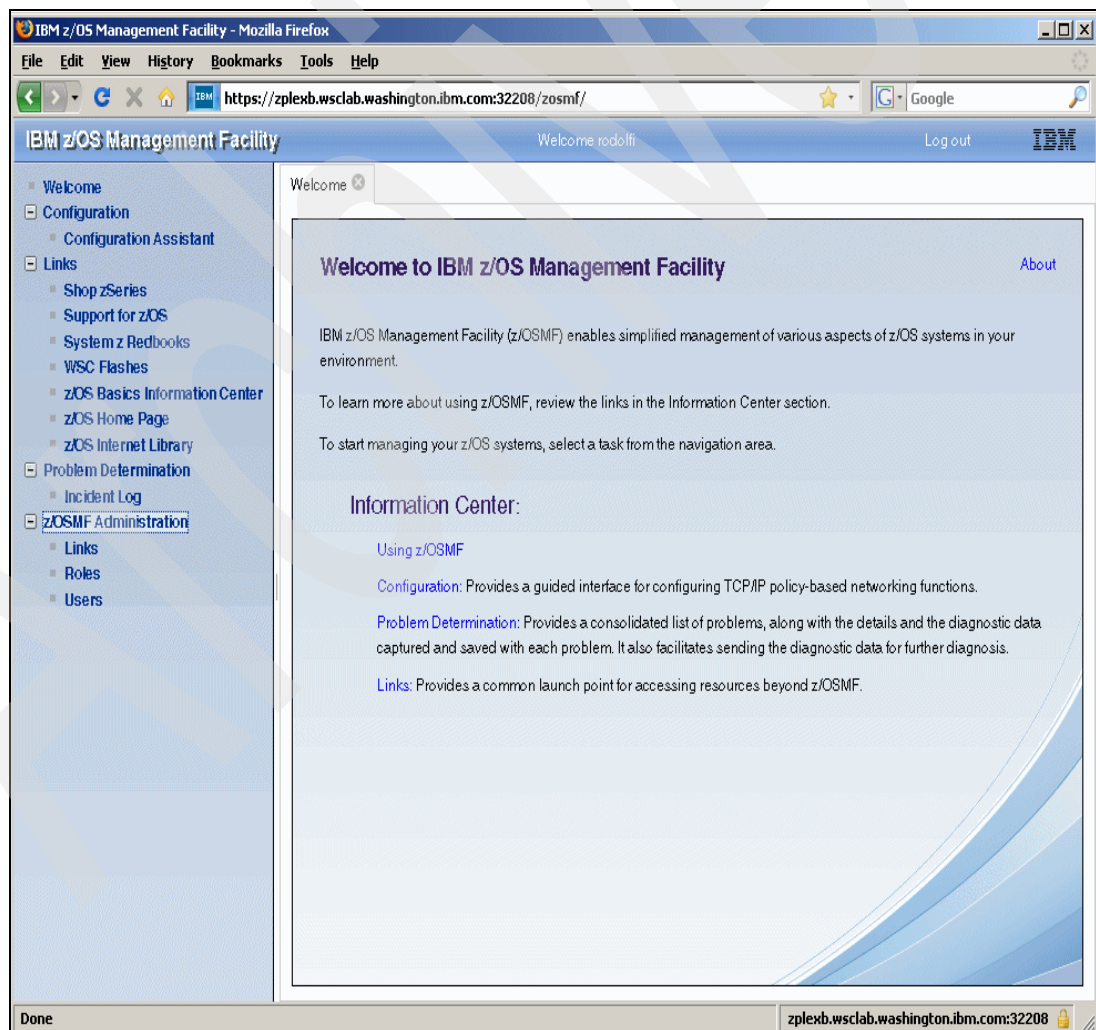 IBM z/OS Management Facility - Mozilla Firefox
File Edit View History Bookmarks Tools Help
IBM https://zplexb.wsclab.washington.ibm.com:32208/zosmf/ G Google
IBM z/OS Management Facility Welcome rodolfi Log out IBM
Welcome
Configuration
Configuration Assistant
Links
Shop zSeries
Support for z/OS
System z Redbooks
WSC Flashes
z/OS Basics Information Center
z/OS Home Page
z/OS Internet Library
Problem Determination
Incident Log
z/OSMF Administration
Links
Roles
Users
Welcome
Welcome to IBM z/OS Management Facility About
IBM z/OS Management Facility (z/OSMF) enables simplified management of various aspects of z/OS systems in your
environment.
To learn more about using z/OSMF, review the links in the Information Center section.
To start managing your z/OS systems, select a task from the navigation area.
Information Center:
Using z/OSMF
Configuration: Provides a guided interface for configuring TCP/IP policy-based networking functions.
Problem Determination: Provides a consolidated list of problems, along with the details and the diagnostic data
captured and saved with each problem. It also facilitates sending the diagnostic data for further diagnosis.
Links: Provides a common launch point for accessing resources beyond z/OSMF.
Done zplexb.wsclab.washington.ibm.com:32208